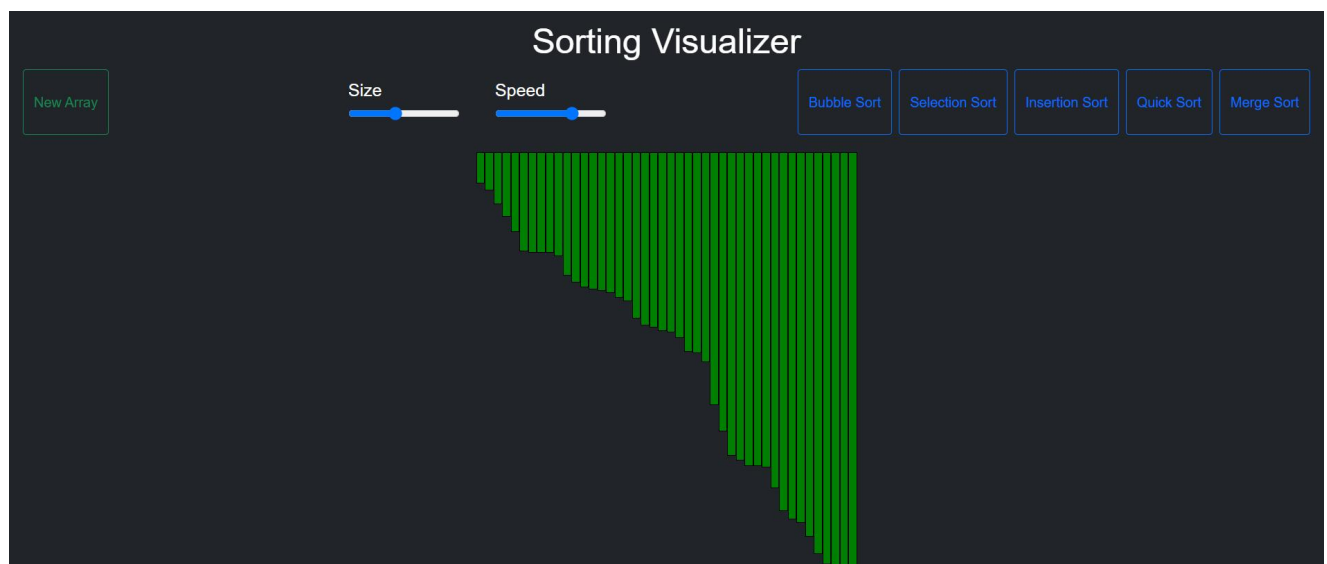 Sorting Visualizer
New Array
Size
Speed
Bubble Sort
Selection Sort
Insertion Sort
Quick Sort
Merge Sort